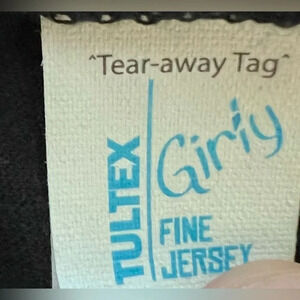 ^Tear-away Tag^
TULTEX
Girly
FINE
JERSEY